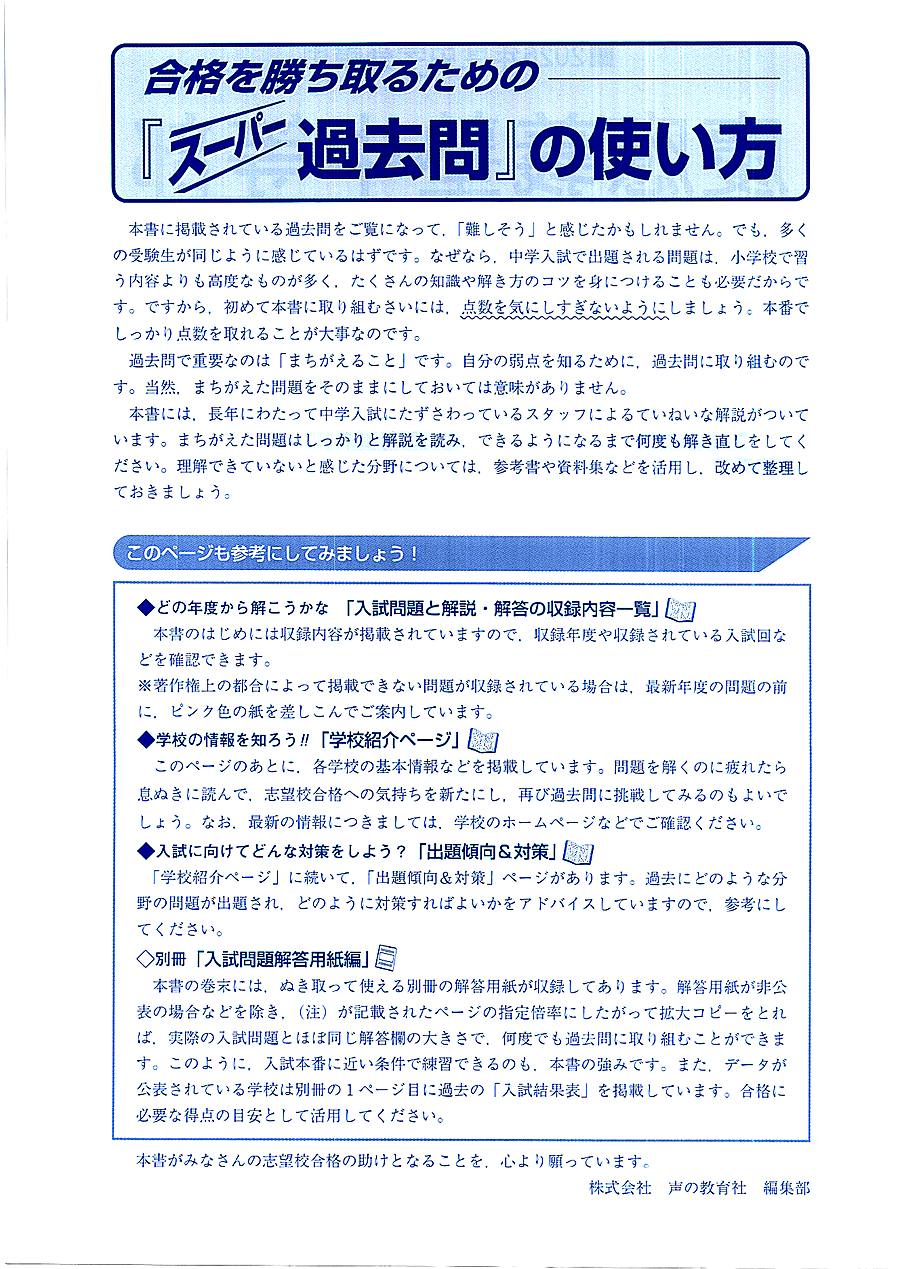 合格を勝ち取るための
『スーパー過去問』の使い方
本書に掲載されている過去問をご覧になって，「難しそう」と感じたかもしれません。でも，多く
の受験生が同じように感じているはずです。なぜなら，中学入試で出題される問題は，小学校で習
う内容よりも高度なものが多く，たくさんの知識や解き方のコツを身につけることも必要だからで
す。ですから，初めて本書に取り組むさいには，点数を気にしすぎないようにしましょう。本番で
しっかり点数を取れることが大事なのです。
過去問で重要なのは「まちがえること」です。自分の弱点を知るために，過去問に取り組むので
す。当然，まちがえた問題をそのままにしておいては意味がありません。
本書には，長年にわたって中学入試にたずさわっているスタッフによるていねいな解説がついて
います。まちがえた問題はしっかりと解説を読み，できるようになるまで何度も解き直しをしてく
ださい。理解できていないと感じた分野については，参考書や資料集などを活用し，改めて整理し
ておきましょう。
このページも参考にしてみましょう！
◆どの年度から解こうかな 「入試問題と解説・解答の収録内容一覧」
本書のはじめには収録内容が掲載されていますので，収録年度や収録されている入試回な
どを確認できます。
※著作権上の都合によって掲載できない問題が収録されている場合は，最新年度の問題の前
に，ピンク色の紙を差しこんでご案内しています。
◆学校の情報を知ろう!!「学校紹介ページ」
このページのあとに，各学校の基本情報などを掲載しています。問題を解くのに疲れたら
息ぬきに読んで，志望校合格への気持ちを新たにし，再び過去問に挑戦してみるのもよいで
しょう。なお，最新の情報につきましては，学校のホームページなどでご確認ください。
◆入試に向けてどんな対策をしよう？「出題傾向＆対策」
「学校紹介ページ」に続いて，「出題傾向＆対策」ページがあります。過去にどのような分
野の問題が出題され，どのように対策すればよいかをアドバイスしていますので，参考にし
てください。
◇別冊「入試問題解答用紙編」
本書の巻末には，ぬき取って使える別冊の解答用紙が収録してあります。解答用紙が非公
表の場合などを除き，（注）が記載されたページの指定倍率にしたがって拡大コピーをとれ
ば，実際の入試問題とほぼ同じ解答欄の大きさで，何度でも過去問に取り組むことができま
す。このように，入試本番に近い条件で練習できるのも，本書の強みです。また，データが
公表されている学校は別冊の１ページ目に過去の「入試結果表」を掲載しています。合格に
必要な得点の目安として活用してください。
本書がみなさんの志望校合格の助けとなることを，心より願っています。
株式会社　声の教育社　編集部